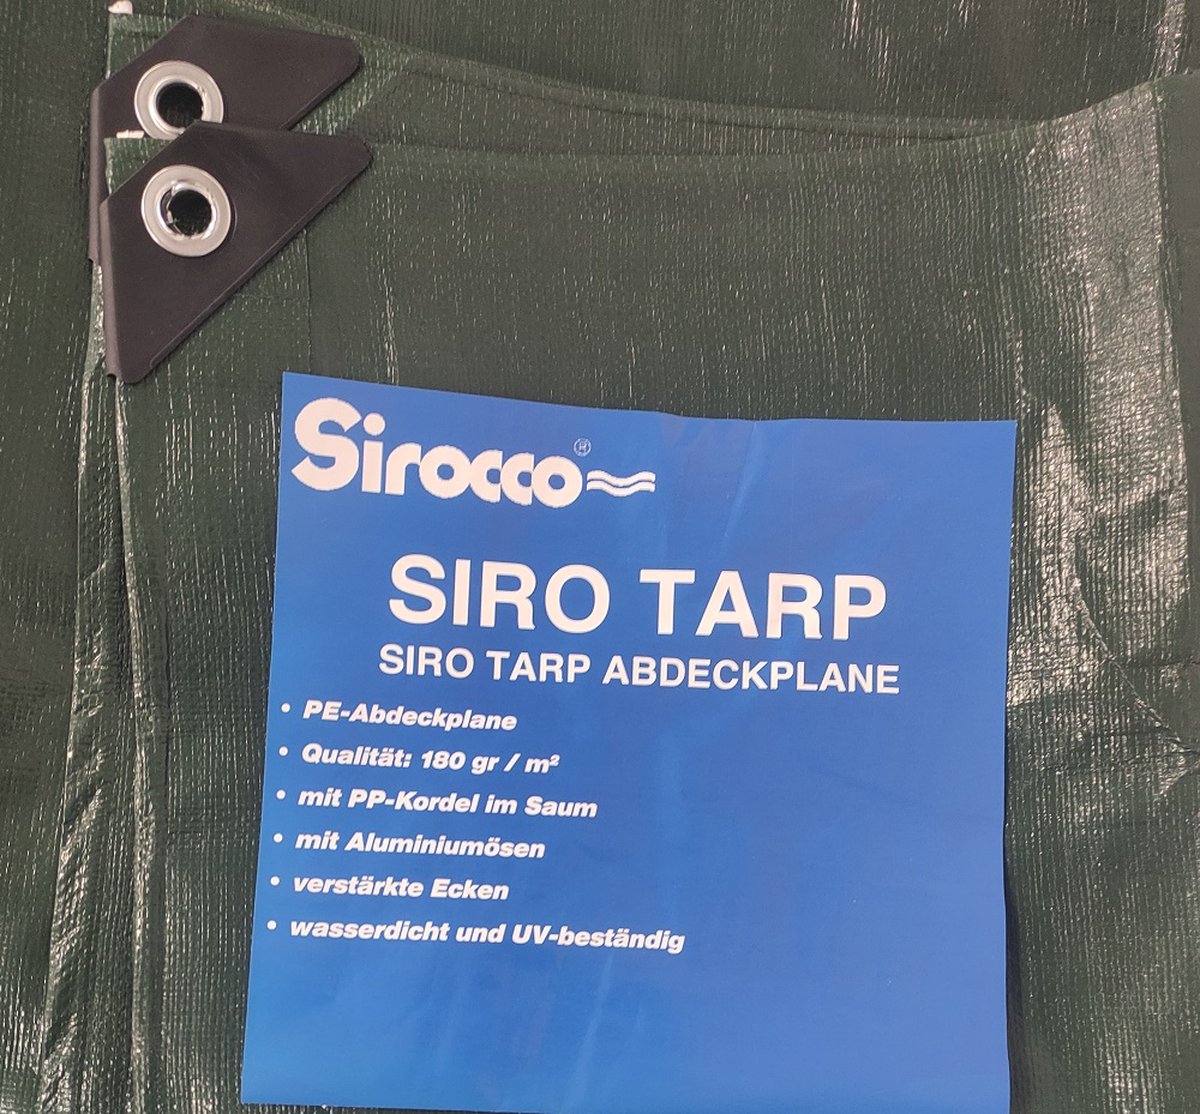 Sirocco®
SIRO TARP
SIRO TARP ABDECKPLANE
• PE-Abdeckplane
• Qualität: 180 gr / m²
• mit PP-Kordel im Saum
• mit Aluminiumösen
• verstärkte Ecken
• wasserdicht und UV-beständig